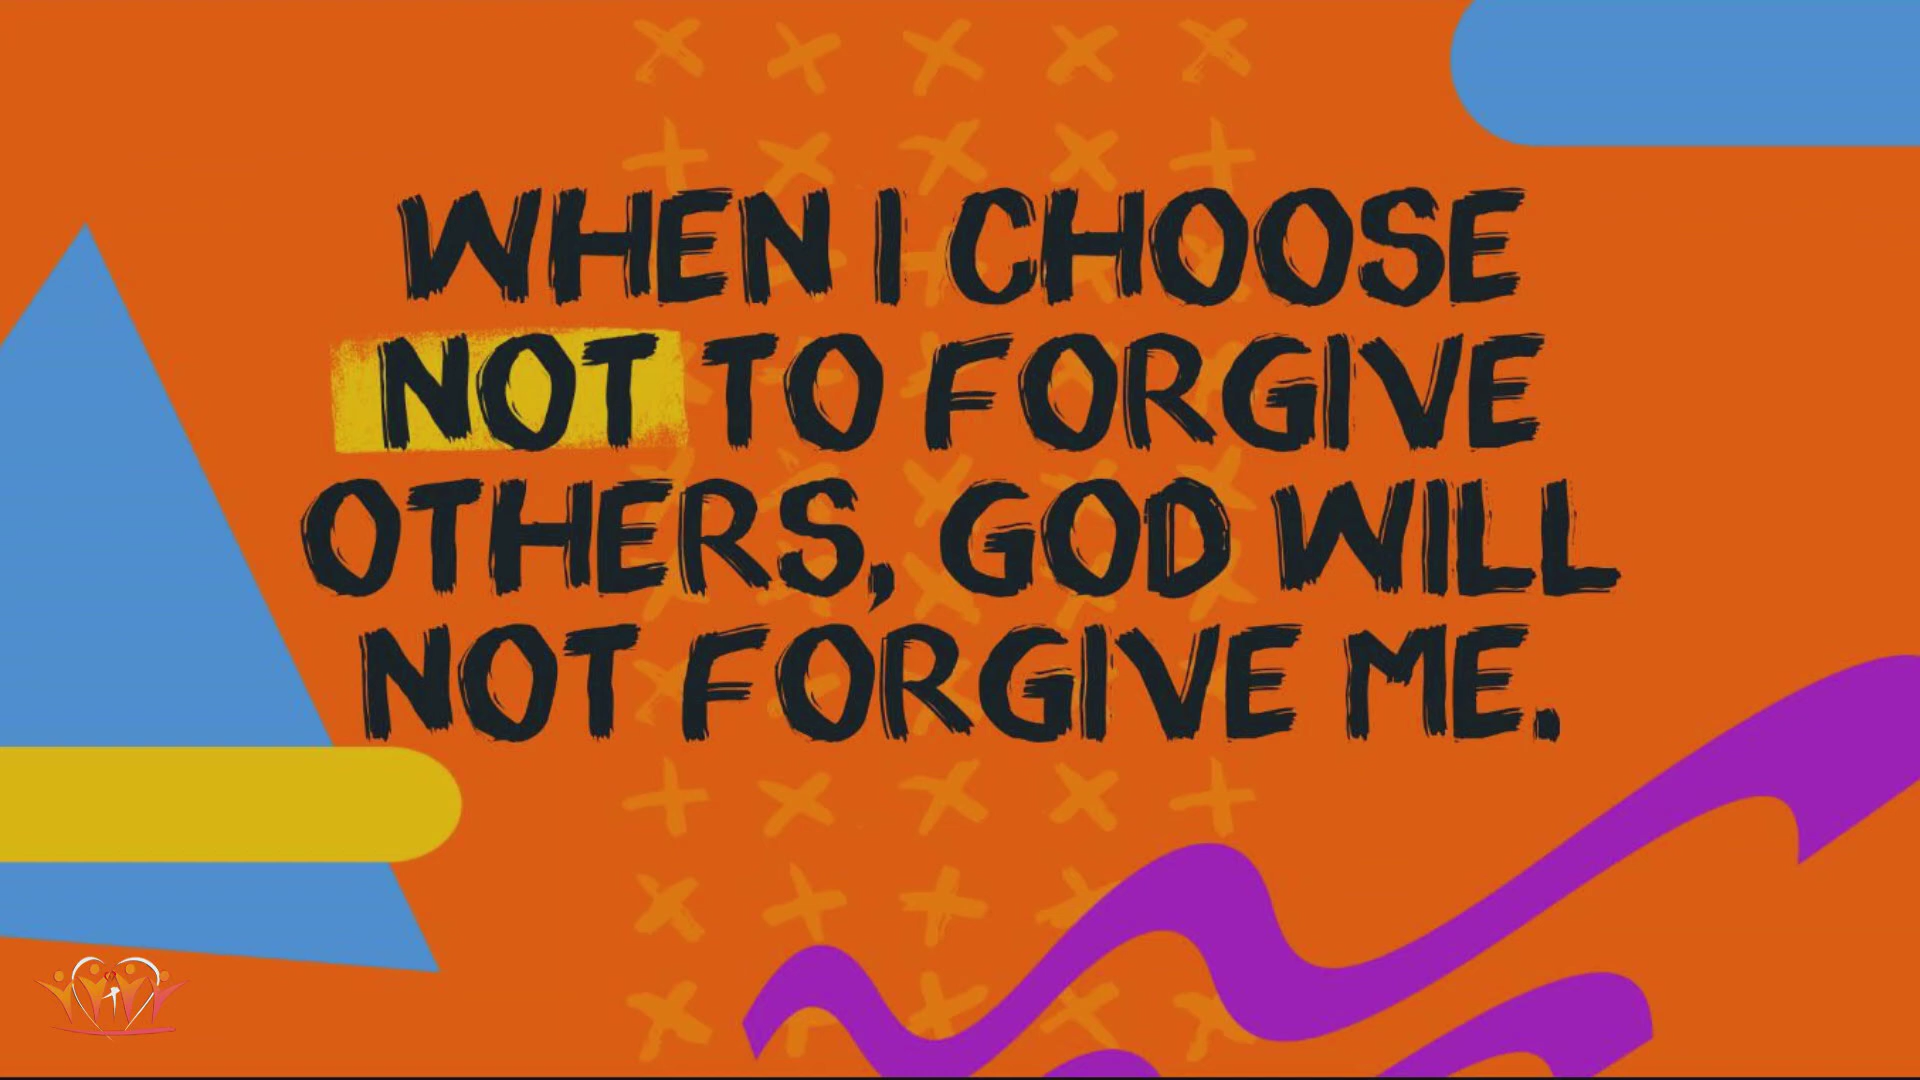 WHEN I CHOOSE
NOT TO FORGIVE
OTHERS, GOD WILL
NOT FORGIVE ME.